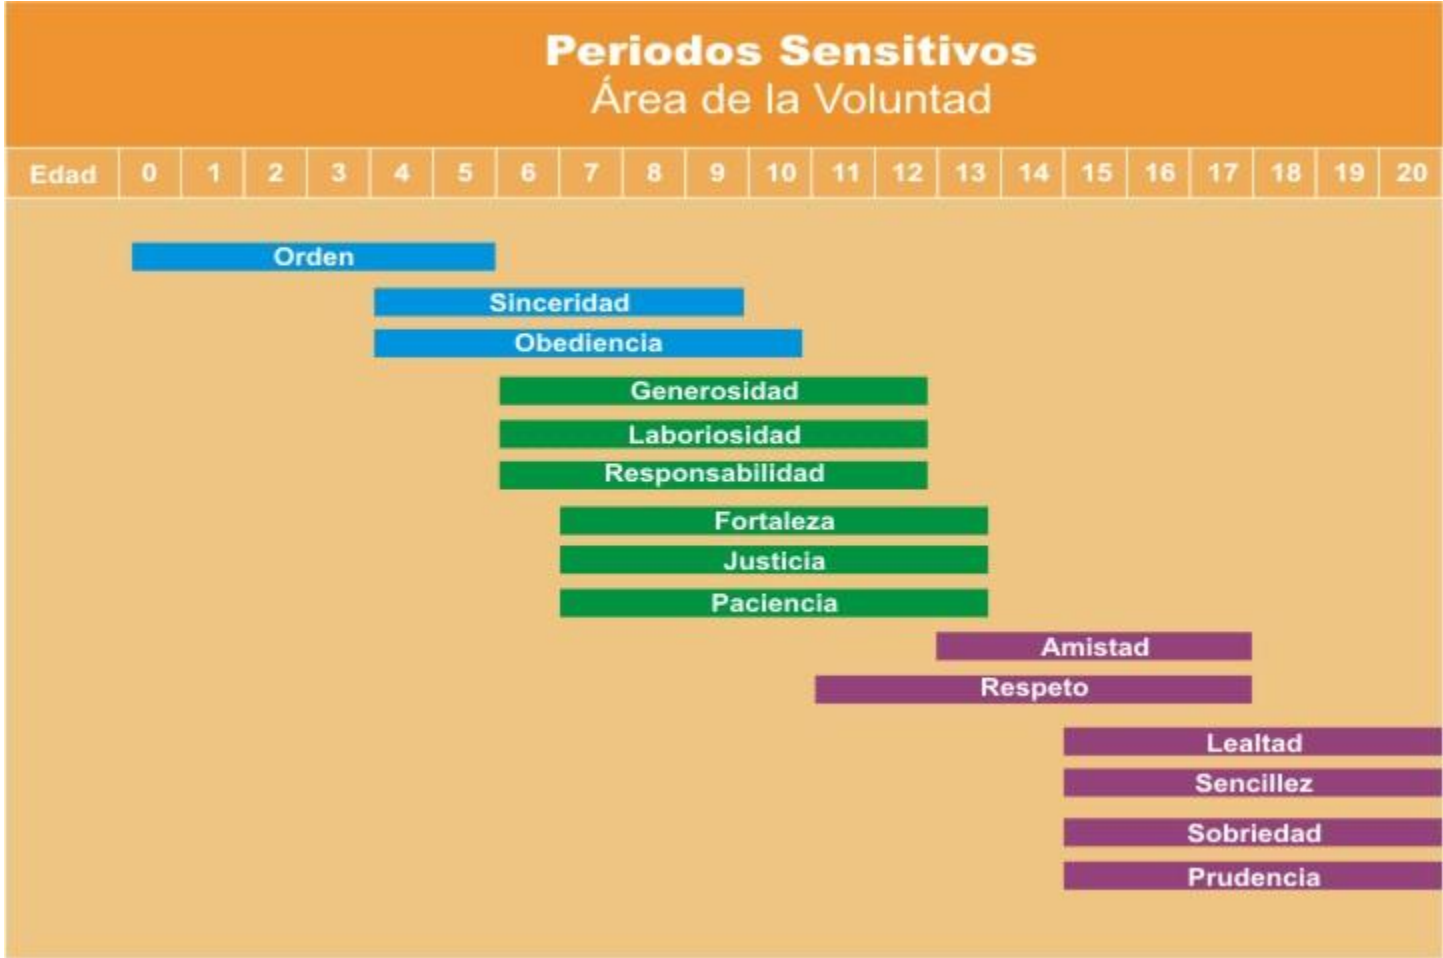 Periodos Sensitivos
Área de la Voluntad
Edad 0 1 2 3 4 5 6 7 8 9 10 11 12 13 14 15 16 17 18 19 20
Orden
Sinceridad
Obediencia
Generosidad
Laboriosidad
Responsabilidad
Fortaleza
Justicia
Paciencia
Amistad
Respeto
Lealtad
Sencillez
Sobriedad
Prudencia